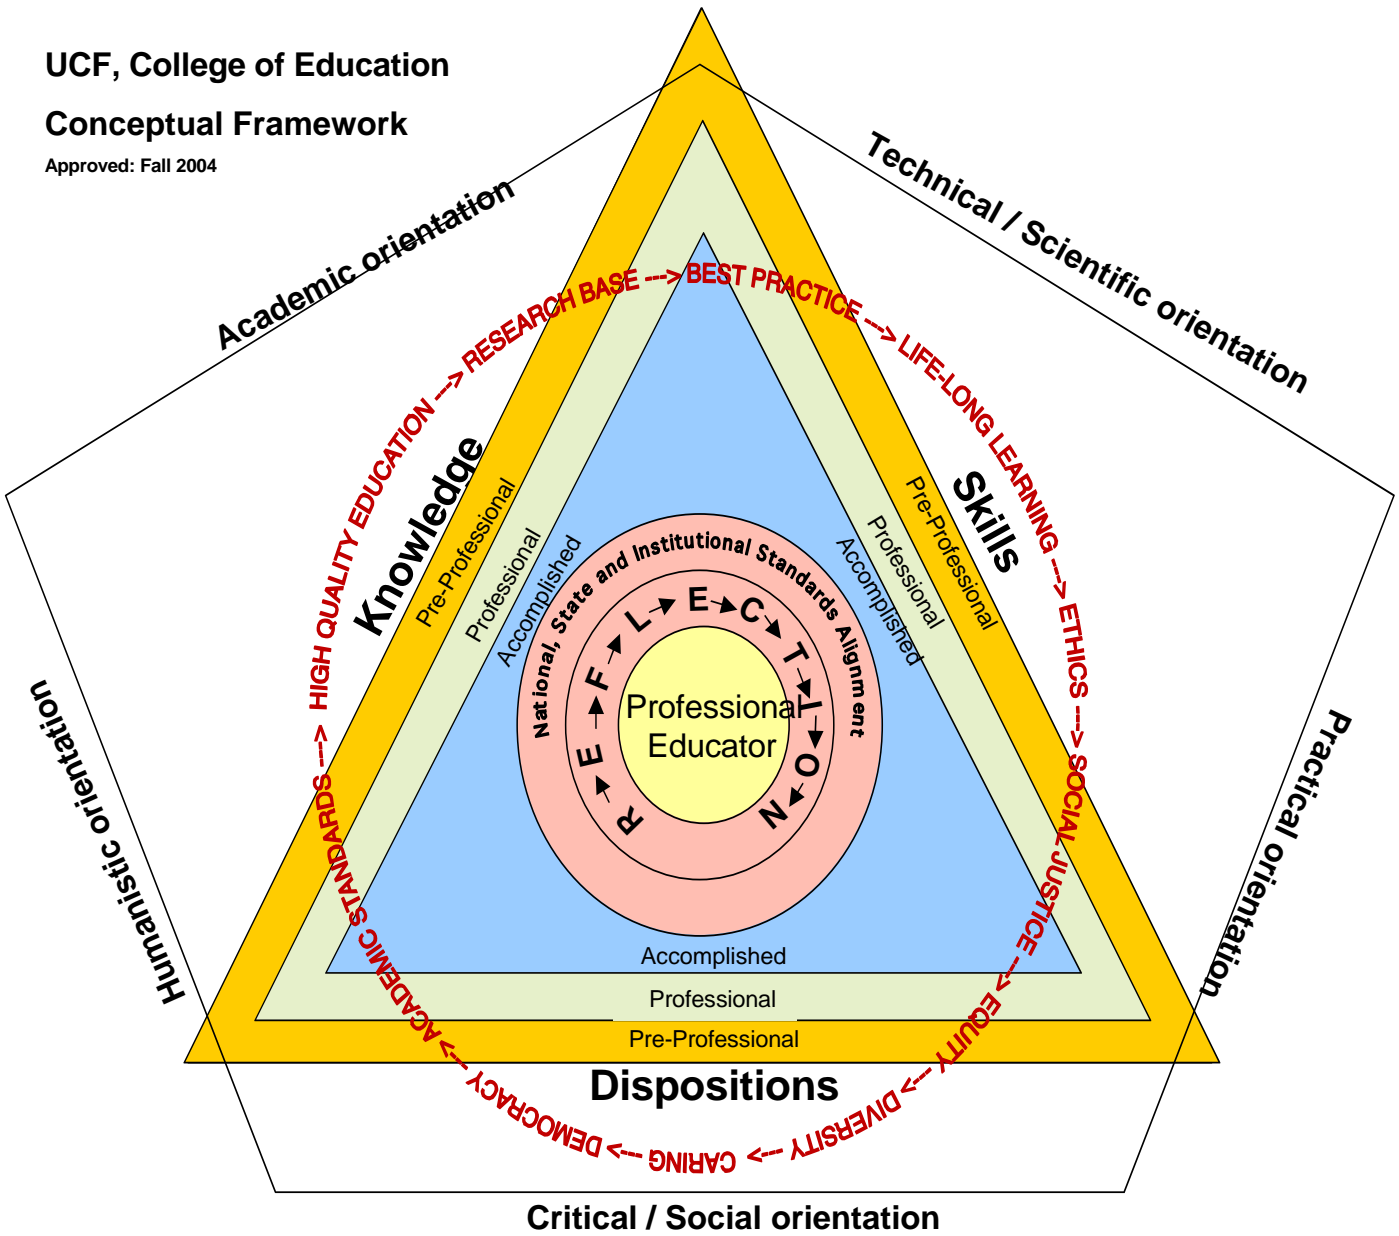 UCF, College of Education
Conceptual Framework
Approved: Fall 2004
Academic orientation
Technical / Scientific orientation
Humanistic orientation
Practical orientation
Critical / Social orientation
HIGH QUALITY EDUCATION ---> RESEARCH BASE ---> BEST PRACTICE ---> LIFE-LONG LEARNING ---> ETHICS ---> SOCIAL JUSTICE ---> EQUITY ---> DIVERSITY ---> CARING ---> DEMOCRACY ---> ACADEMIC STANDARDS --->
Knowledge
Pre-Professional
Professional
Accomplished
Skills
Pre-Professional
Professional
Accomplished
National, State and Institutional Standards Alignment
R E F L E C T I O N
Professional
Educator
Accomplished
Professional
Pre-Professional
Dispositions